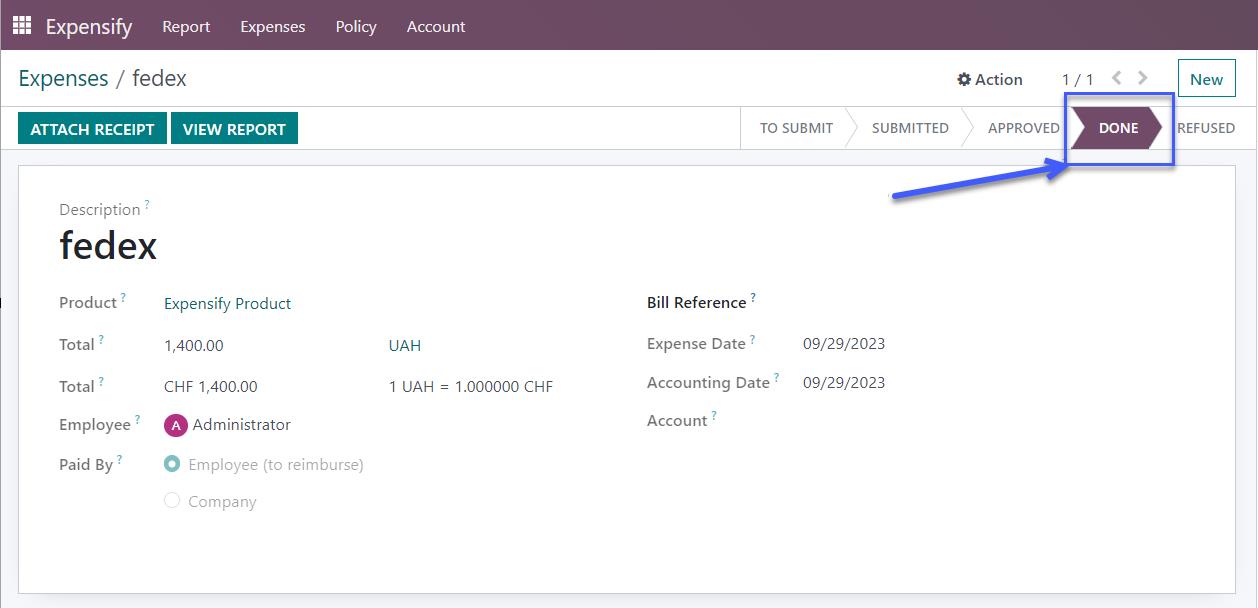 Expensify Report Expenses Policy Account
Expenses / fedex Action 1 / 1 New
ATTACH RECEIPT VIEW REPORT TO SUBMIT SUBMITTED APPROVED DONE REFUSED
Description ?
fedex
Product ? Expensify Product Bill Reference ?
Total ? 1,400.00 UAH Expense Date ? 09/29/2023
Total ? CHF 1,400.00 1 UAH = 1.000000 CHF Accounting Date ? 09/29/2023
Employee ? A Administrator Account ?
Paid By ? Employee (to reimburse)
Company